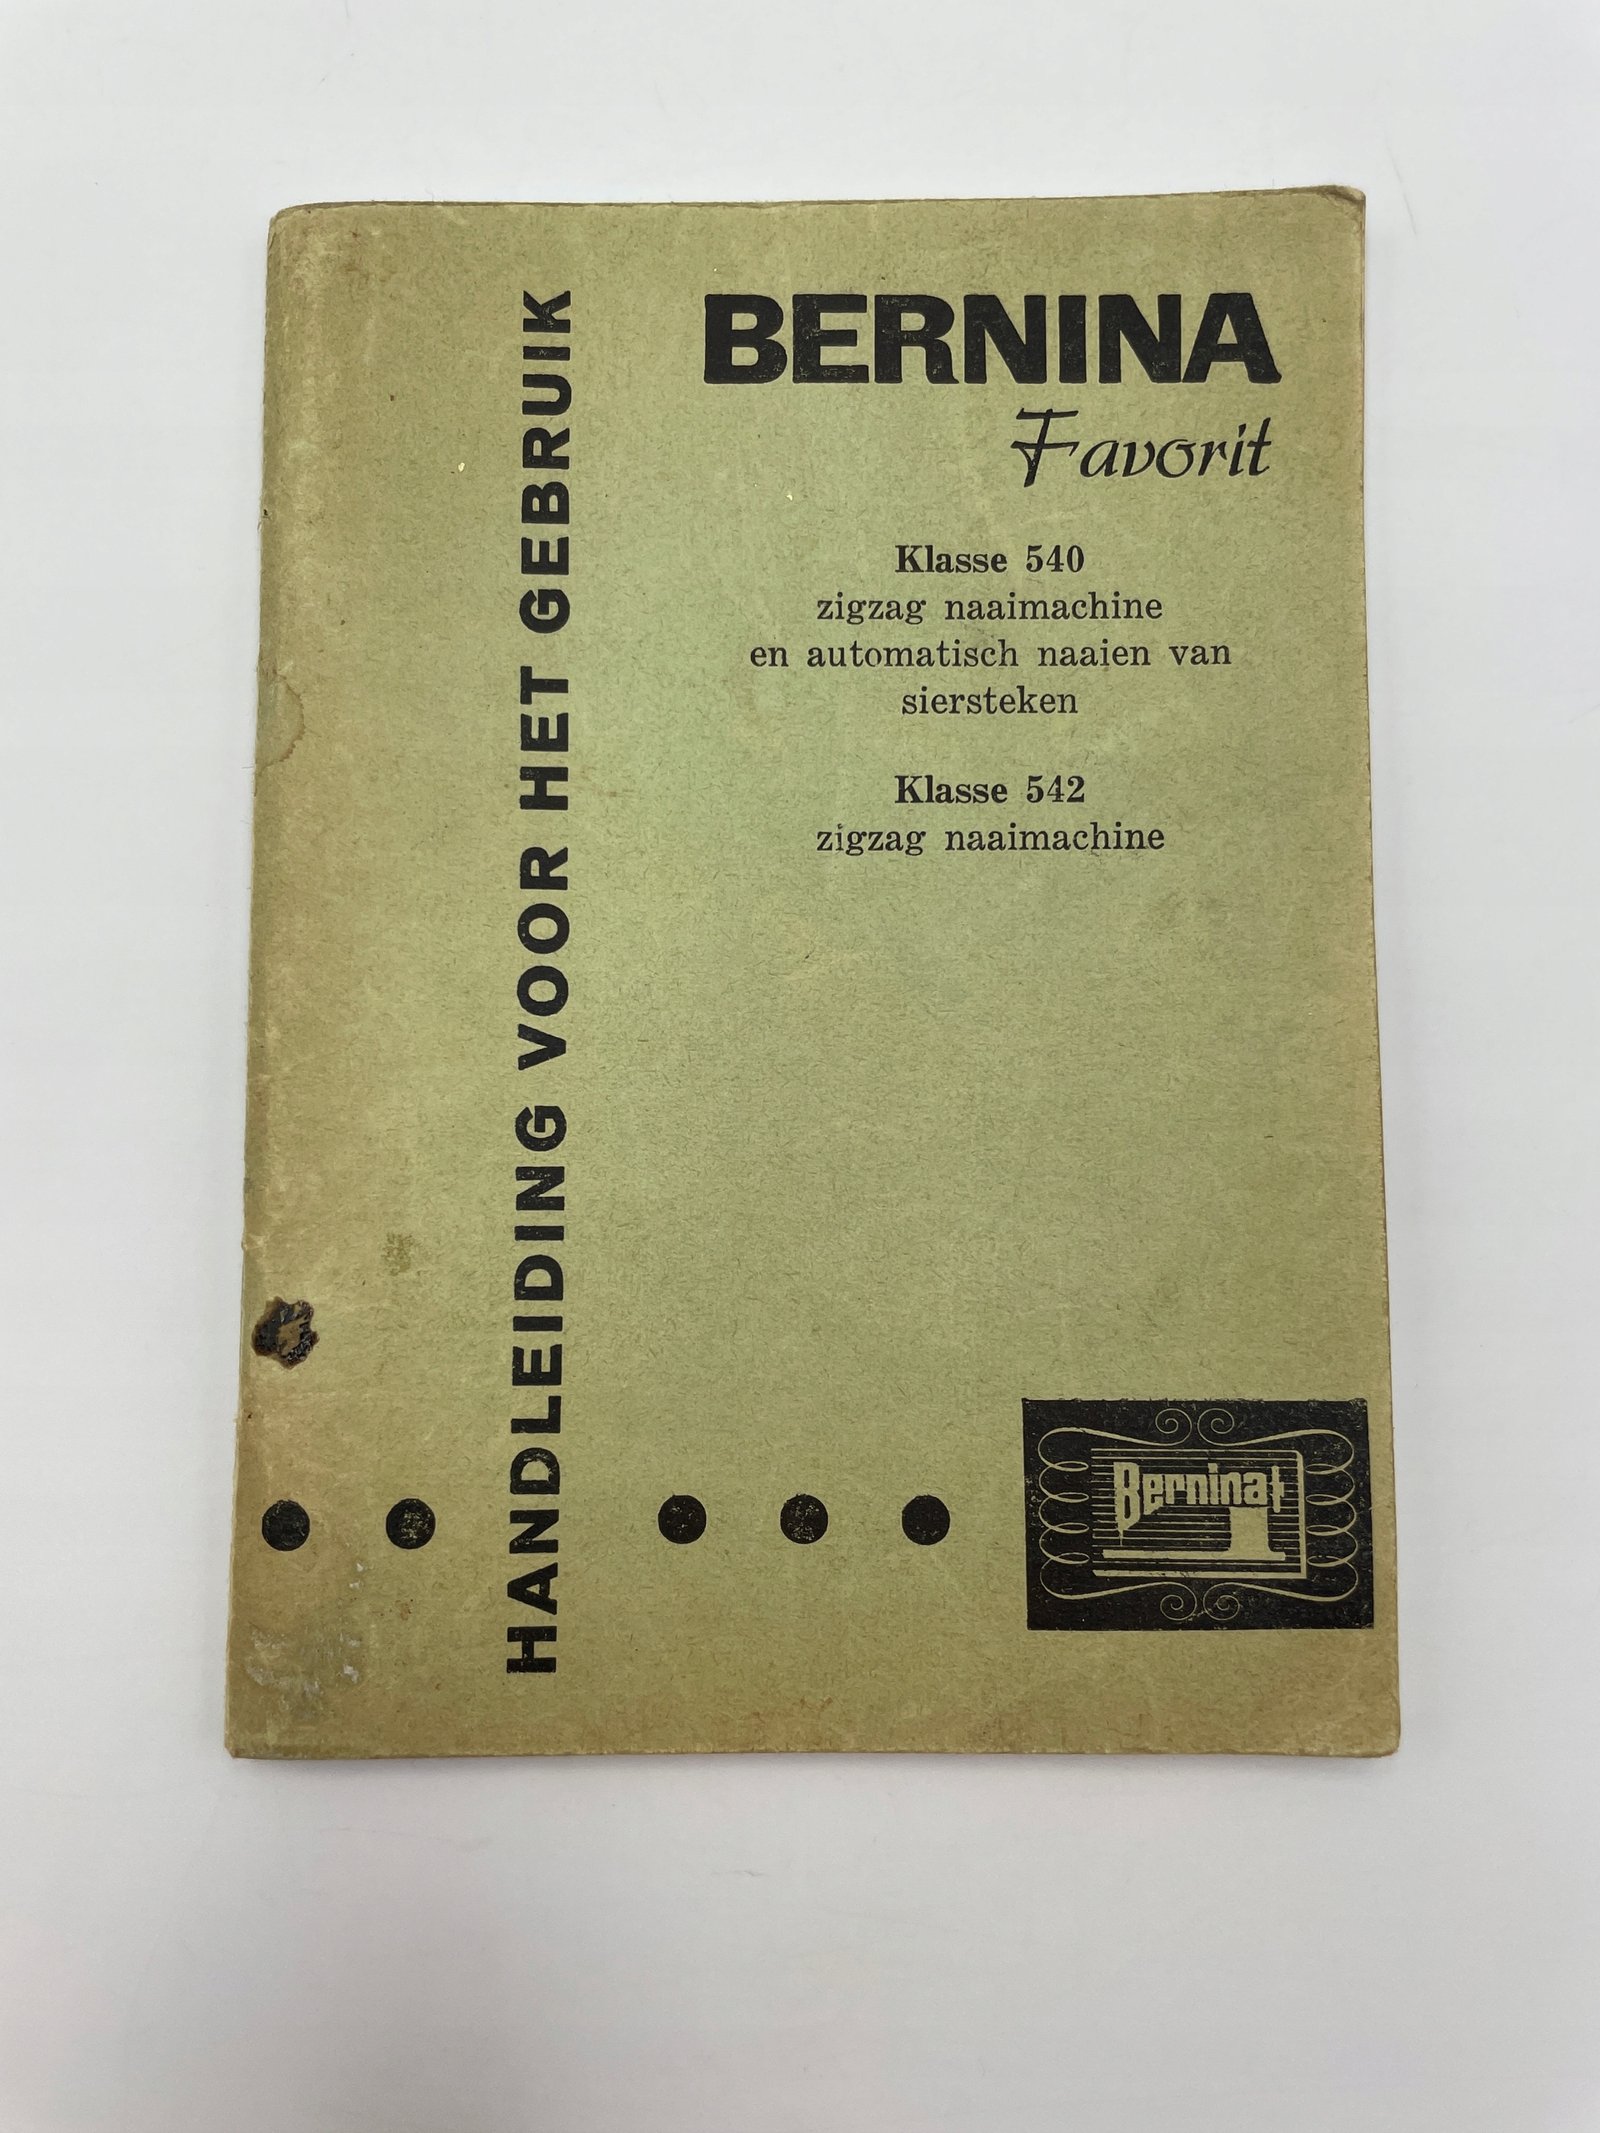 HANDLEIDING VOOR HET GEBRUIK
BERNINA
Favorit
Klasse 540
zigzag naaimachine
en automatisch naaien van
siersteken
Klasse 542
zigzag naaimachine
Bernina